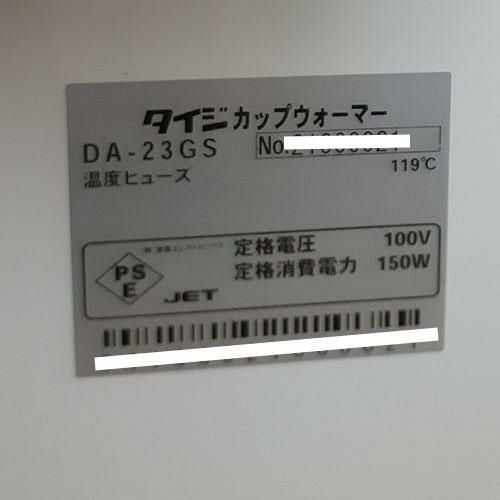 タイジ カップウォーマー
DA-23GS No.
温度ヒューズ 119℃
定格電圧 100V
定格消費電力 150W
PS
E
JET